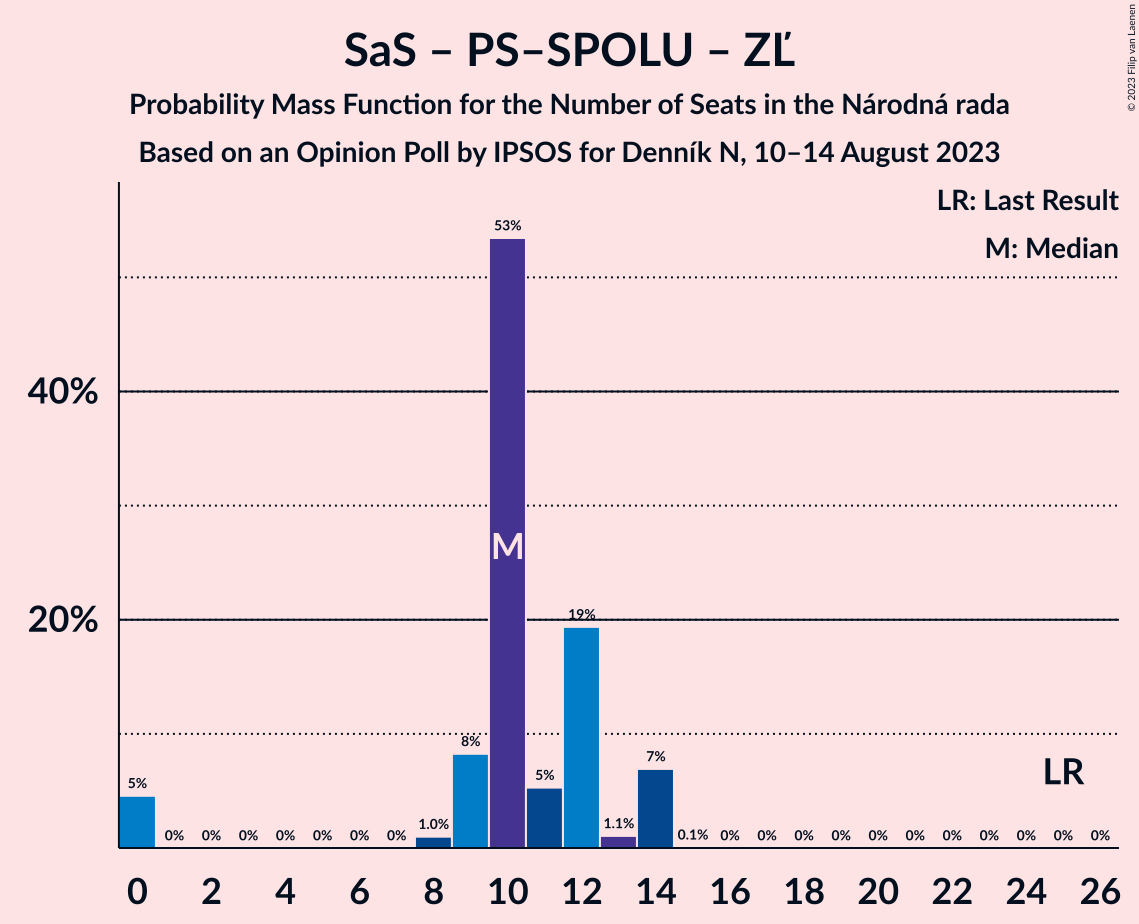 SaS – PS–SPOLU – ZĽ
Probability Mass Function for the Number of Seats in the Národná rada
Based on an Opinion Poll by IPSOS for Denník N, 10–14 August 2023
© 2023 Filip van Laenen
LR: Last Result
M: Median
40%
20%
5% 0% 0% 0% 0% 0% 0% 0% 1.0% 8% 53% 5% 19% 1.1% 7% 0.1% 0% 0% 0% 0% 0% 0% 0% 0% 0% 0% 0%
M
LR
0 2 4 6 8 10 12 14 16 18 20 22 24 26